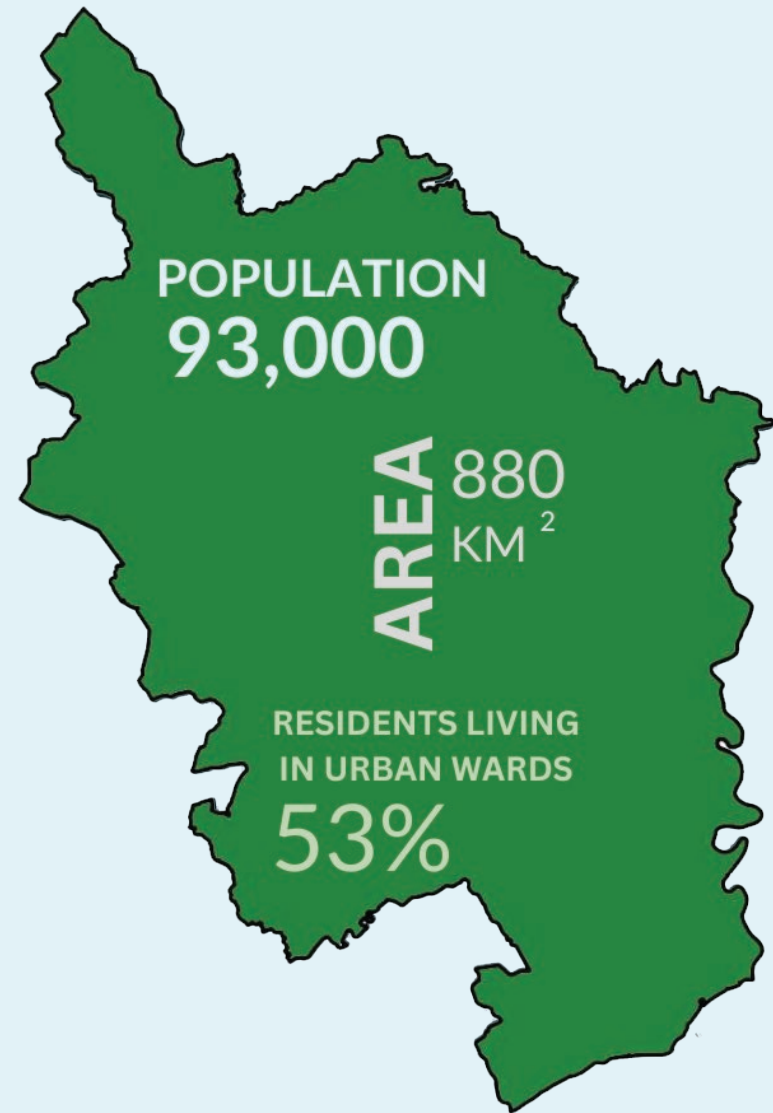 POPULATION
93,000
AREA
880
KM ²
RESIDENTS LIVING
IN URBAN WARDS
53%